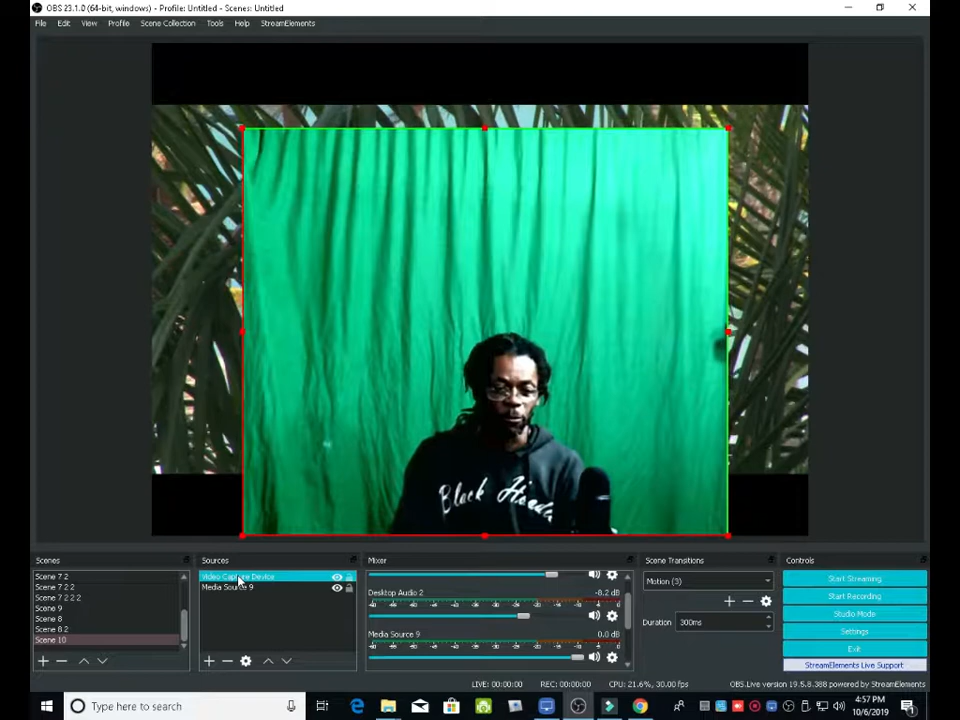 OBS 23.1.0 (64-bit, windows) - Profile: Untitled - Scenes: Untitled
File Edit View Profile Scene Collection Tools Help StreamElements
Black Hoodie
Scenes
Scene 7 2
Scene 7 2 2
Scene 7 2 2 2
Scene 9
Scene 8
Scene 8 2
Scene 10
Sources
Video Capture Device
Media Source 9
Mixer
Desktop Audio 2 -8.2 dB
Media Source 9 0.0 dB
Scene Transitions
Motion (3)
Duration 300ms
Controls
Start Streaming
Start Recording
Studio Mode
Settings
Exit
StreamElements Live Support
LIVE: 00:00:00 REC: 00:00:00 CPU: 21.6%, 30.00 fps OBS.Live version 19.5.8.388 powered by StreamElements
Type here to search
4:57 PM
10/6/2019